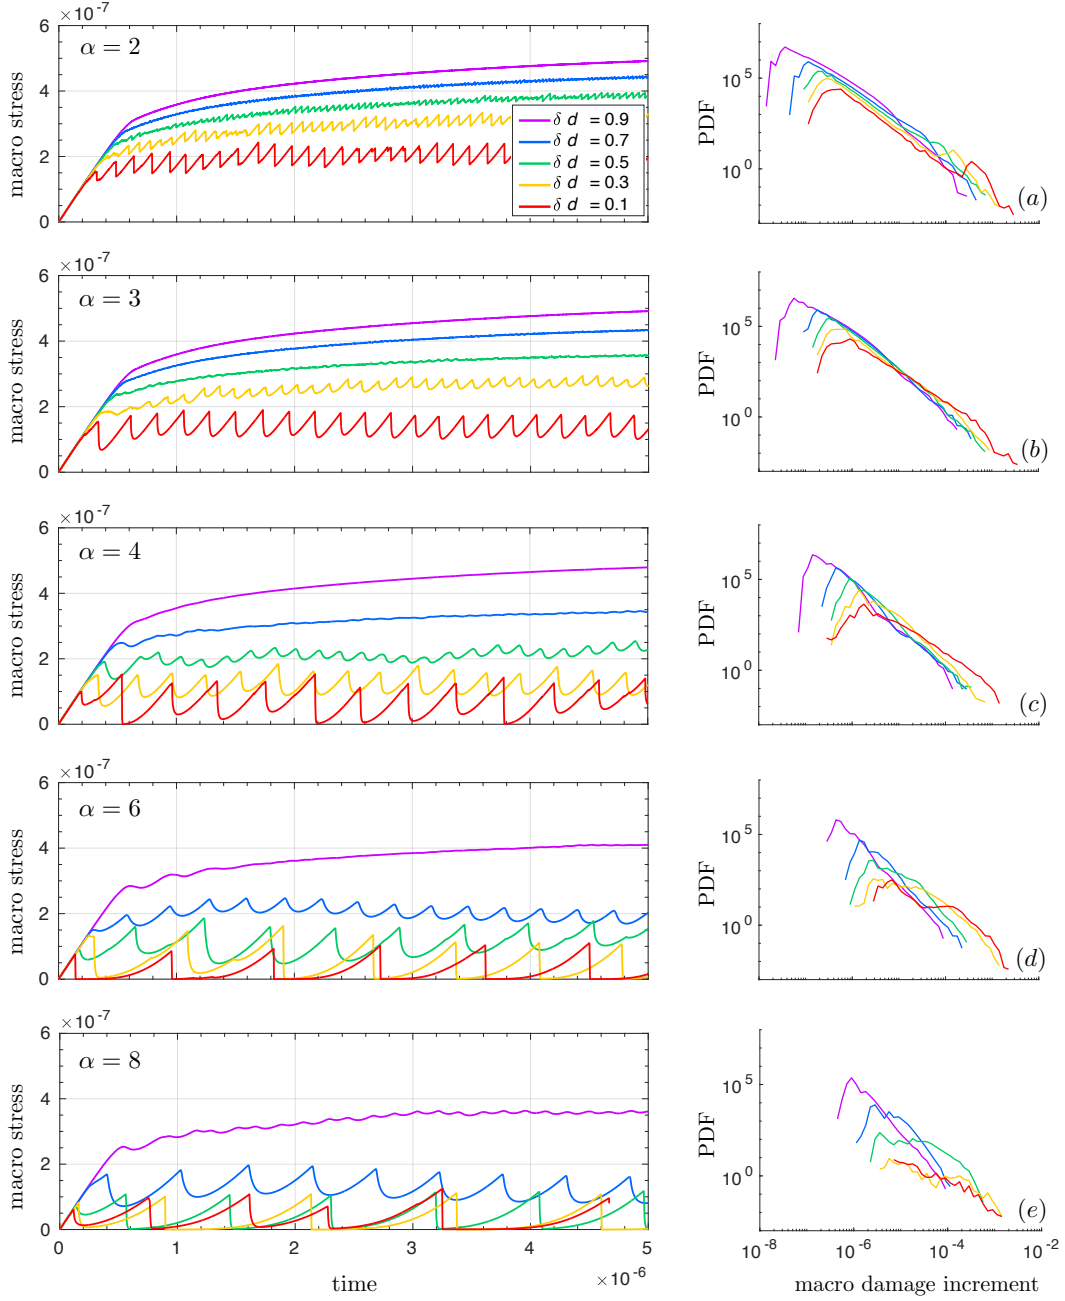 ×10⁻⁷
6
4
2
0
macro stress
α = 2
δ d = 0.9
δ d = 0.7
δ d = 0.5
δ d = 0.3
δ d = 0.1
PDF
10⁵
10⁰
(a)
×10⁻⁷
6
4
2
0
macro stress
α = 3
PDF
10⁵
10⁰
(b)
×10⁻⁷
6
4
2
0
macro stress
α = 4
PDF
10⁵
10⁰
(c)
×10⁻⁷
6
4
2
0
macro stress
α = 6
PDF
10⁵
10⁰
(d)
×10⁻⁷
6
4
2
0
macro stress
α = 8
0 1 2 3 4 5
time
×10⁻⁶
PDF
10⁵
10⁰
(e)
10⁻⁸ 10⁻⁶ 10⁻⁴ 10⁻²
macro damage increment